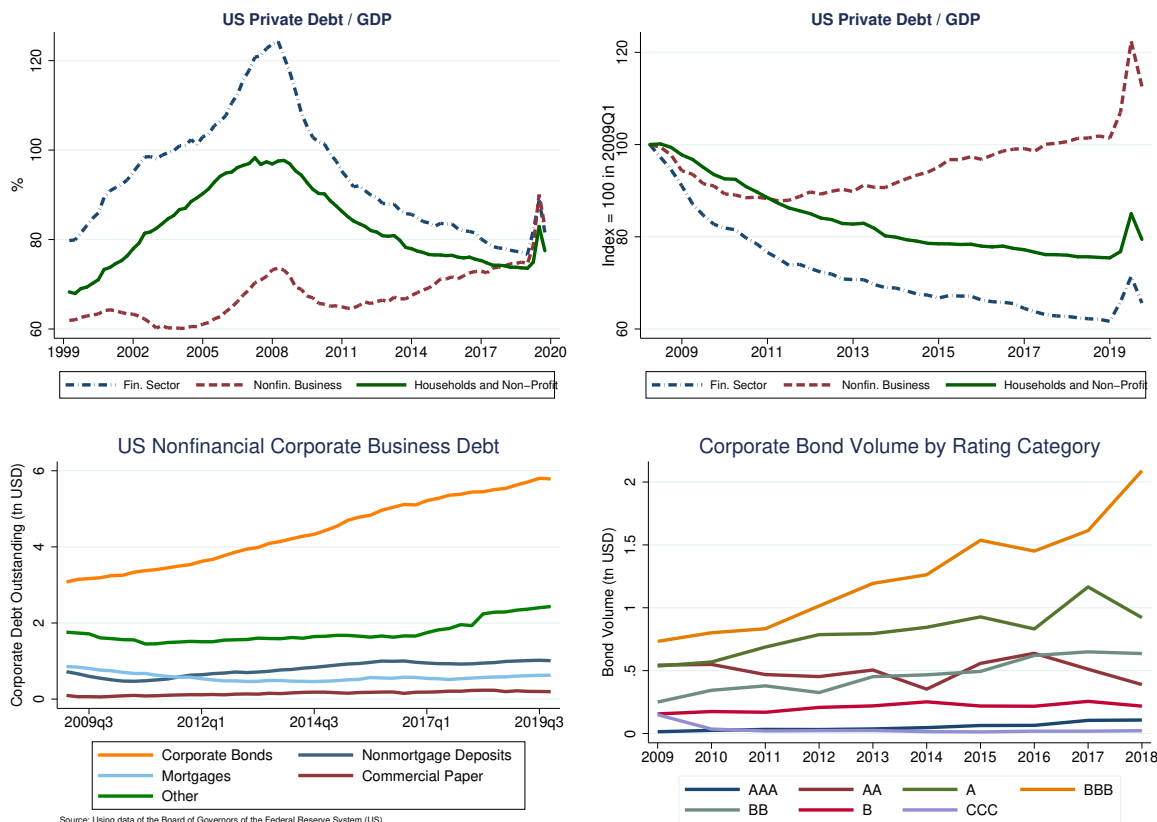 US Private Debt / GDP
%
60 80 100 120
1999 2002 2005 2008 2011 2014 2017 2020
Fin. Sector Nonfin. Business Households and Non−Profit
US Private Debt / GDP
Index = 100 in 2009Q1
60 80 100 120
2009 2011 2013 2015 2017 2019
Fin. Sector Nonfin. Business Households and Non−Profit
US Nonfinancial Corporate Business Debt
Corporate Debt Outstanding (tn USD)
0 2 4 6
2009q3 2012q1 2014q3 2017q1 2019q3
Corporate Bonds Nonmortgage Deposits
Mortgages Commercial Paper
Other
Source: Using data of the Board of Governors of the Federal Reserve System (US)
Corporate Bond Volume by Rating Category
Bond Volume (tn USD)
0 .5 1 1.5 2
2009 2010 2011 2012 2013 2014 2015 2016 2017 2018
AAA AA A BBB
BB B CCC